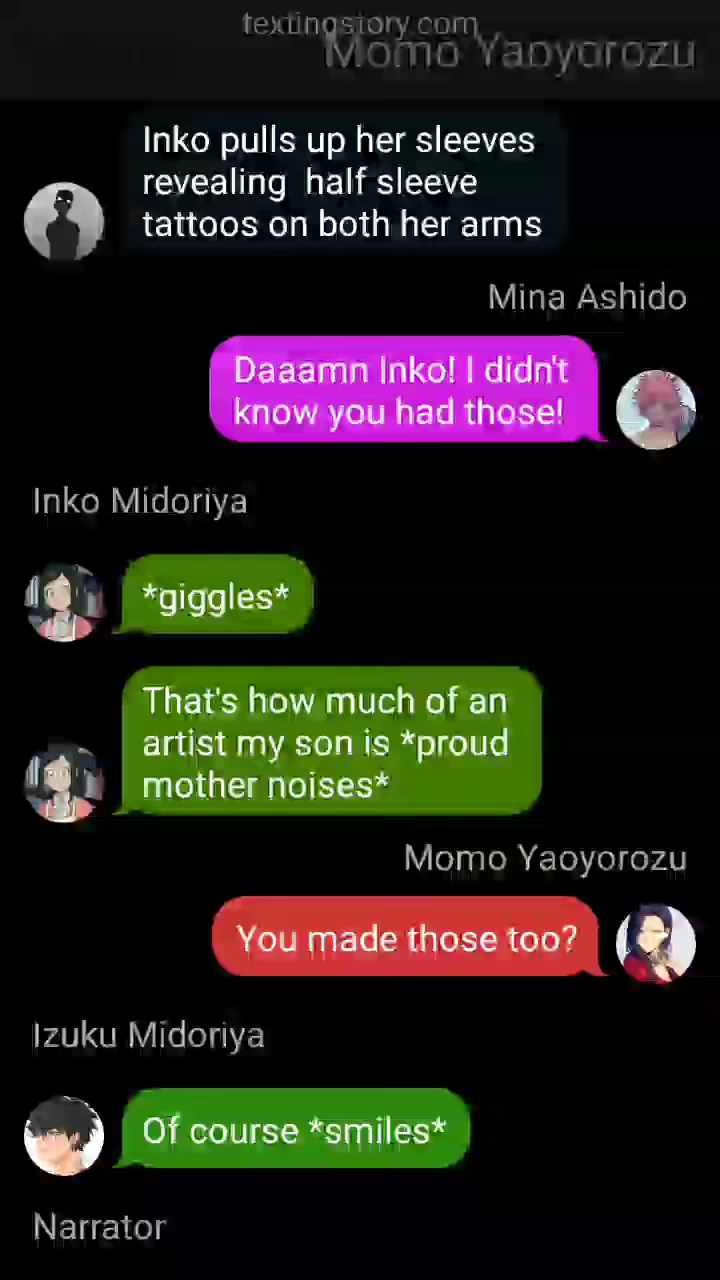 textingstory.com
Momo Yaoyorozu
Inko pulls up her sleeves
revealing half sleeve
tattoos on both her arms
Mina Ashido
Daaamn Inko! I didn't
know you had those!
Inko Midoriya
*giggles*
That's how much of an
artist my son is *proud
mother noises*
Momo Yaoyorozu
You made those too?
Izuku Midoriya
Of course *smiles*
Narrator